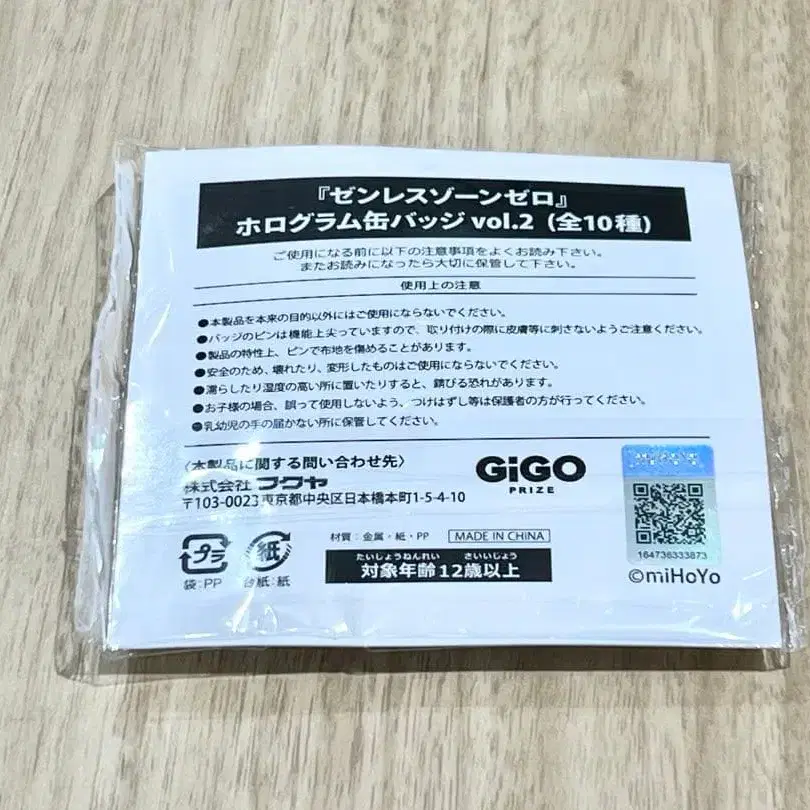 『ゼンレスゾーンゼロ』
ホログラム缶バッジ vol.2 (全10種)
ご使用になる前に以下の注意事項をよくお読み下さい。
またお読みになったら大切に保管して下さい。
使用上の注意
●本製品を本来の目的以外にはご使用にならないでください。
●バッジのピンは機能上尖っていますので、取り付けの際に皮膚等に刺さないようご注意ください。
●製品の特性上、ピンで布地を傷めることがあります。
●安全のため、壊れたり、変形したものはご使用にならないでください。
●濡らしたり湿度の高い所に置いたりすると、錆びる恐れがあります。
●お子様の場合、誤って使用しないよう、つけはずし等は保護者の方が行ってください。
●乳幼児の手の届かない所に保管してください。
〈本製品に関する問い合わせ先〉
株式会社 フクヤ
〒103-0023 東京都中央区日本橋本町1-5-4-10
GiGO
PRIZE
164736333873
©miHoYo
プラ
袋:PP
紙
台紙:紙
材質:金属・紙・PP
MADE IN CHINA
たいしょうねんれい さいいじょう
対象年齢12歳以上